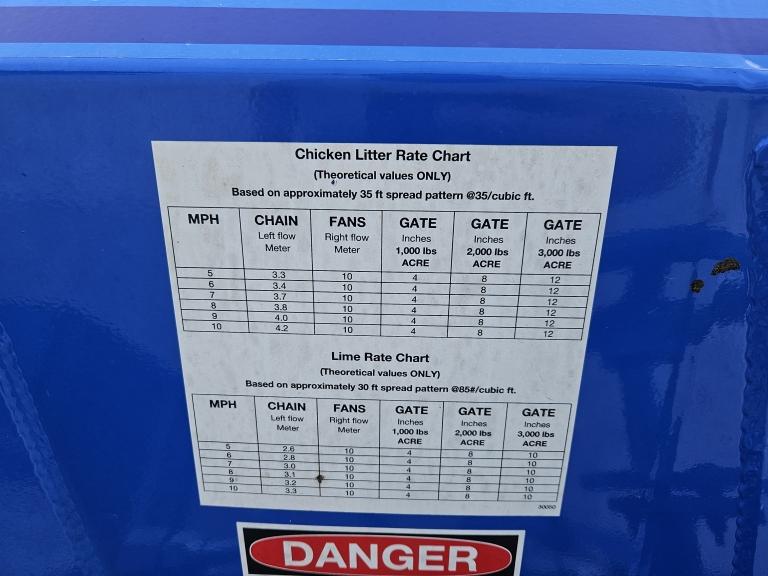 Chicken Litter Rate Chart
(Theoretical values ONLY)
Based on approximately 35 ft spread pattern @35/cubic ft.
MPH CHAIN FANS GATE GATE GATE
Left flow Right flow Inches Inches Inches
Meter Meter 1,000 lbs 2,000 lbs 3,000 lbs
ACRE ACRE ACRE
5 3.3 10 4 8 12
6 3.4 10 4 8 12
7 3.7 10 4 8 12
8 3.8 10 4 8 12
9 4.0 10 4 8 12
10 4.2 10 4 8 12
Lime Rate Chart
(Theoretical values ONLY)
Based on approximately 30 ft spread pattern @85#/cubic ft.
MPH CHAIN FANS GATE GATE GATE
Left flow Right flow Inches Inches Inches
Meter Meter 1,000 lbs 2,000 lbs 3,000 lbs
ACRE ACRE ACRE
5 2.6 10 4 8 10
6 2.8 10 4 8 10
7 3.0 10 4 8 10
8 3.1 10 4 8 10
9 3.2 10 4 8 10
10 3.3 10 4 8 10
30050
DANGER